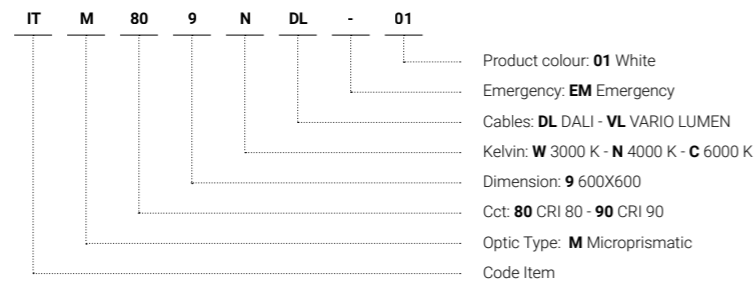 IT M 80 9 N DL - 01
Product colour: 01 White
Emergency: EM Emergency
Cables: DL DALI - VL VARIO LUMEN
Kelvin: W 3000 K - N 4000 K - C 6000 K
Dimension: 9 600X600
Cct: 80 CRI 80 - 90 CRI 90
Optic Type: M Microprismatic
Code Item